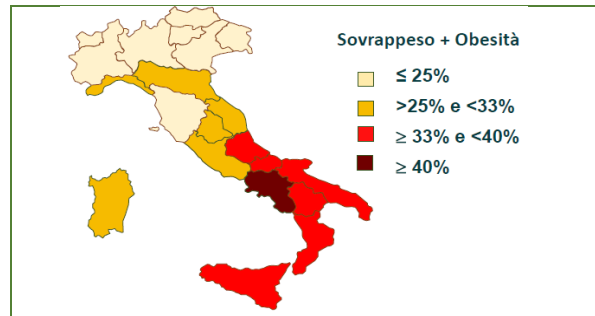 Sovrappeso + Obesità
≤ 25%
>25% e <33%
≥ 33% e <40%
≥ 40%